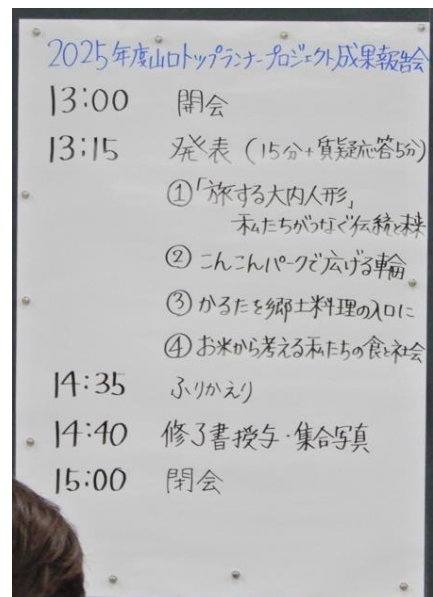 2025年度山口トップランナープロジェクト成果報告会
13:00 開会
13:15 発表（15分+質疑応答5分）
①「旅する大内人形」
私たちがつなぐ伝統と未来
② こんこんパークで広げる輪
③ かるたを郷土料理の入口に
④ お米から考える私たちの食と社会
14:35 ふりかえり
14:40 修了書授与・集合写真
15:00 閉会